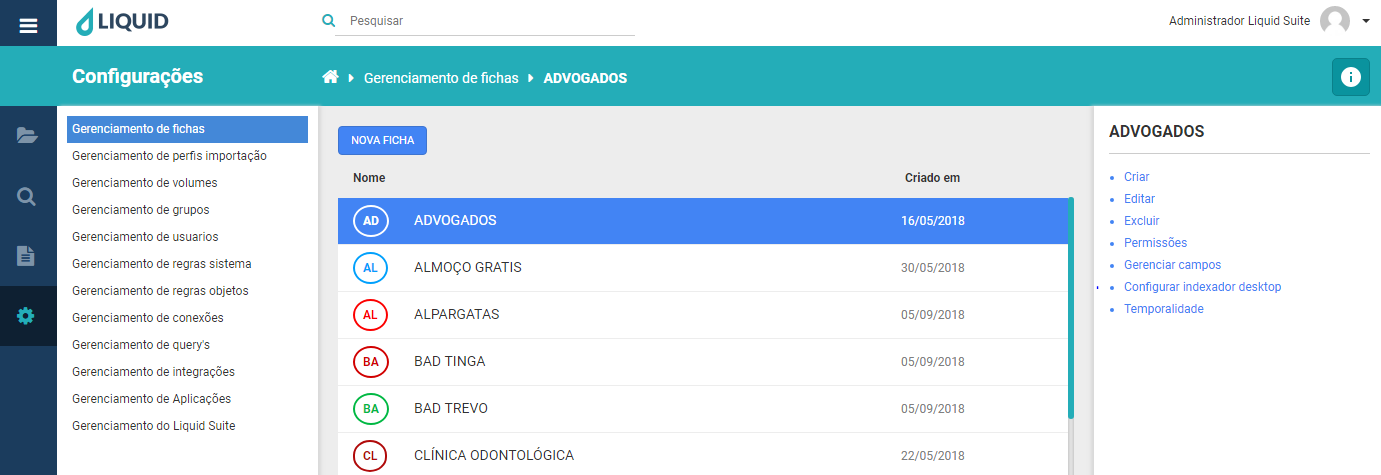 LIQUID
Pesquisar
Administrador Liquid Suite
Configurações
Gerenciamento de fichas
ADVOGADOS
Gerenciamento de fichas
Gerenciamento de perfis importação
Gerenciamento de volumes
Gerenciamento de grupos
Gerenciamento de usuarios
Gerenciamento de regras sistema
Gerenciamento de regras objetos
Gerenciamento de conexões
Gerenciamento de query's
Gerenciamento de integrações
Gerenciamento de Aplicações
Gerenciamento do Liquid Suite
NOVA FICHA
Nome Criado em
AD ADVOGADOS 16/05/2018
AL ALMOÇO GRATIS 30/05/2018
AL ALPARGATAS 05/09/2018
BA BAD TINGA 05/09/2018
BA BAD TREVO 05/09/2018
CL CLÍNICA ODONTOLÓGICA 22/05/2018
ADVOGADOS
Criar
Editar
Excluir
Permissões
Gerenciar campos
Configurar indexador desktop
Temporalidade